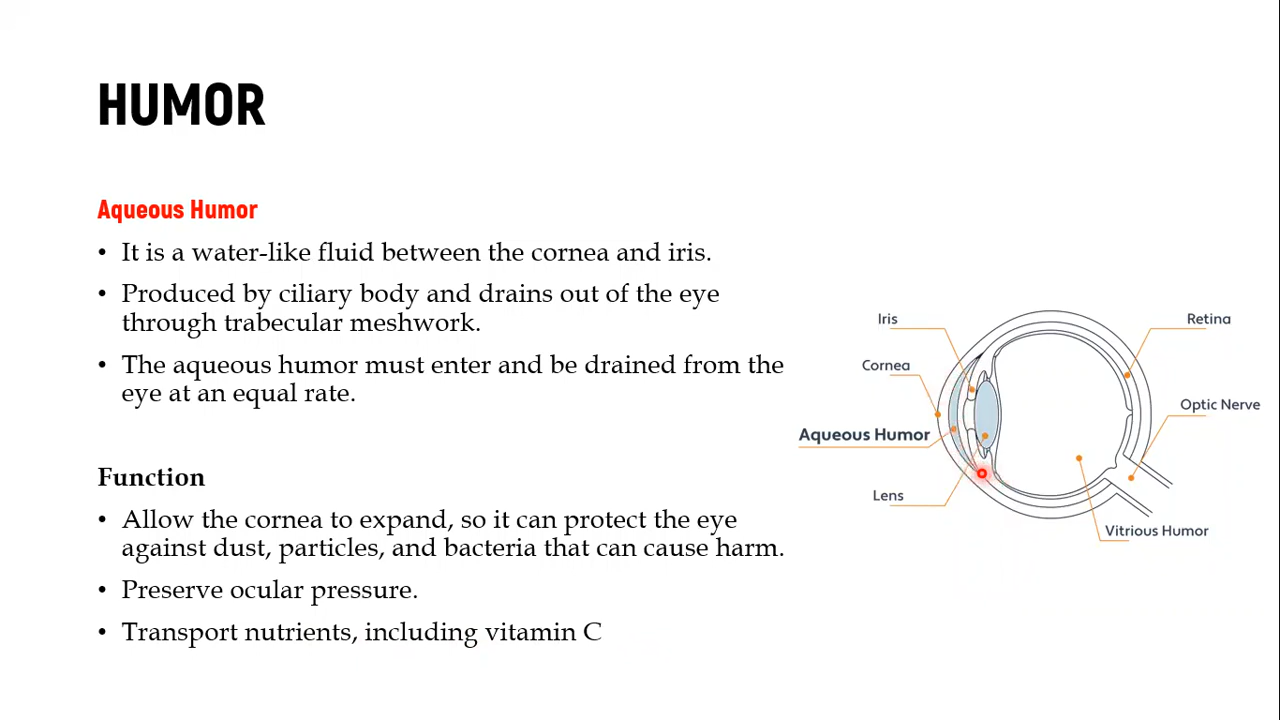 HUMOR
Aqueous Humor
• It is a water-like fluid between the cornea and iris.
• Produced by ciliary body and drains out of the eye
through trabecular meshwork.
• The aqueous humor must enter and be drained from the
eye at an equal rate.
Function
• Allow the cornea to expand, so it can protect the eye
against dust, particles, and bacteria that can cause harm.
• Preserve ocular pressure.
• Transport nutrients, including vitamin C
Iris
Cornea
Aqueous Humor
Lens
Retina
Optic Nerve
Vitrious Humor